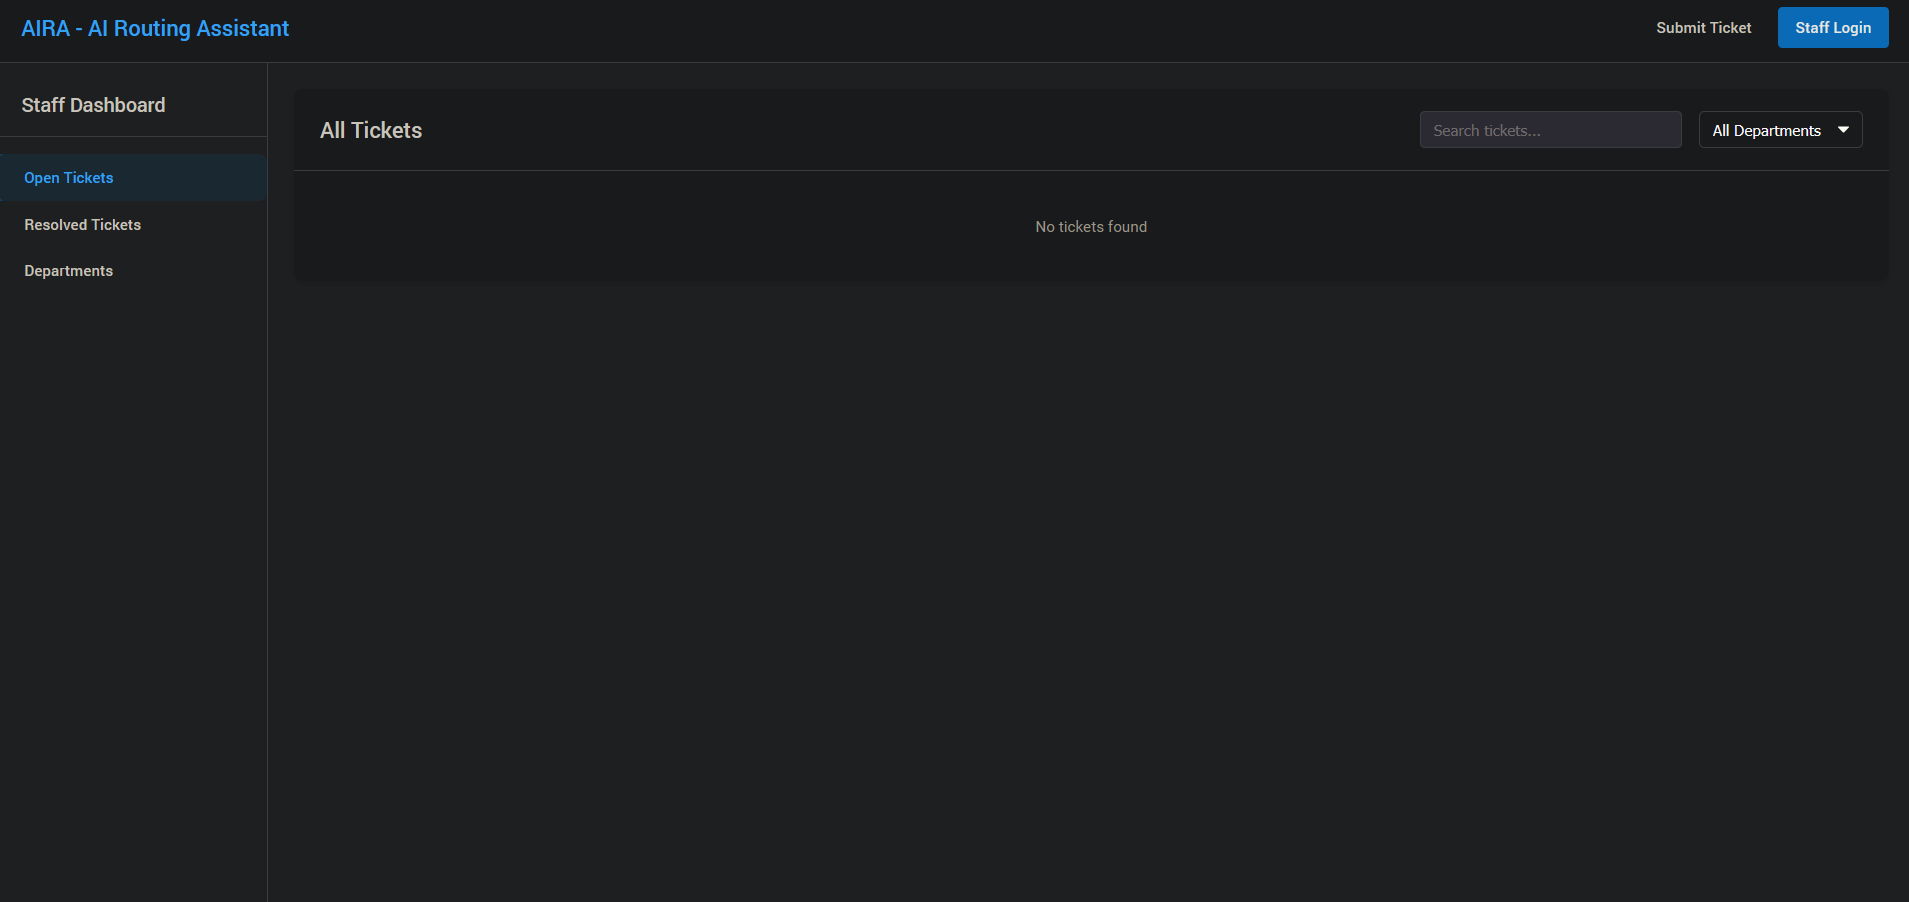 AIRA - AI Routing Assistant
Submit Ticket
Staff Login
Staff Dashboard
Open Tickets
Resolved Tickets
Departments
All Tickets
Search tickets...
All Departments
No tickets found